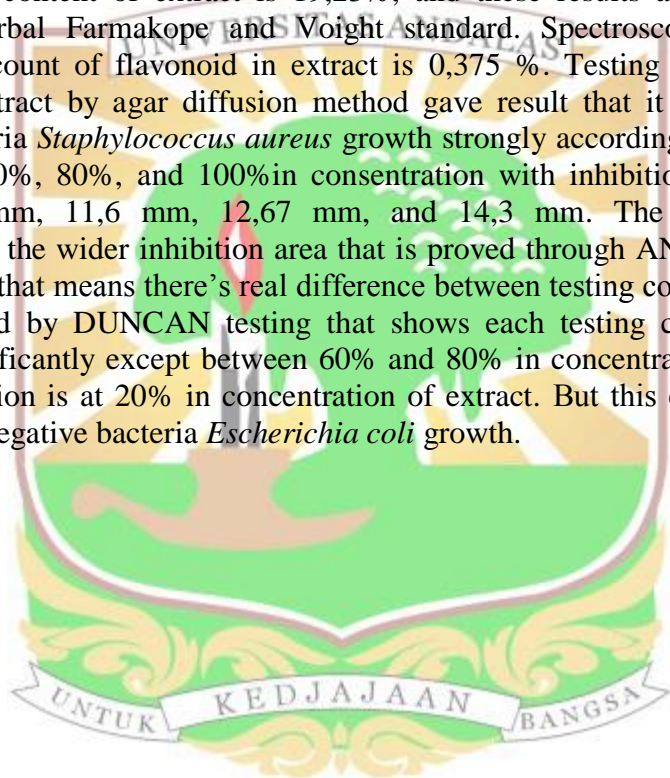 content of extract is 19,25%, and these results a
erbal Farmakope and Voight standard. Spectrosco
UNIVERSITAS ANDALAS
count of flavonoid in extract is 0,375 %. Testing
tract by agar diffusion method gave result that it
ria Staphylococcus aureus growth strongly according
0%, 80%, and 100%in consentration with inhibitio
mm, 11,6 mm, 12,67 mm, and 14,3 mm. The
the wider inhibition area that is proved through AN
that means there's real difference between testing co
d by DUNCAN testing that shows each testing c
ficantly except between 60% and 80% in concentra
ion is at 20% in concentration of extract. But this
egative bacteria Escherichia coli growth.
UNTUK KEDJAJAAN BANGSA